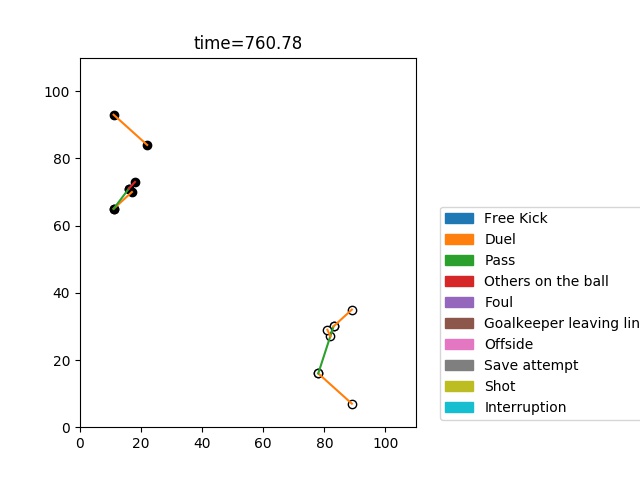 time=760.78
100
80
60
40
20
0
0 20 40 60 80 100
Free Kick
Duel
Pass
Others on the ball
Foul
Goalkeeper leaving lin
Offside
Save attempt
Shot
Interruption